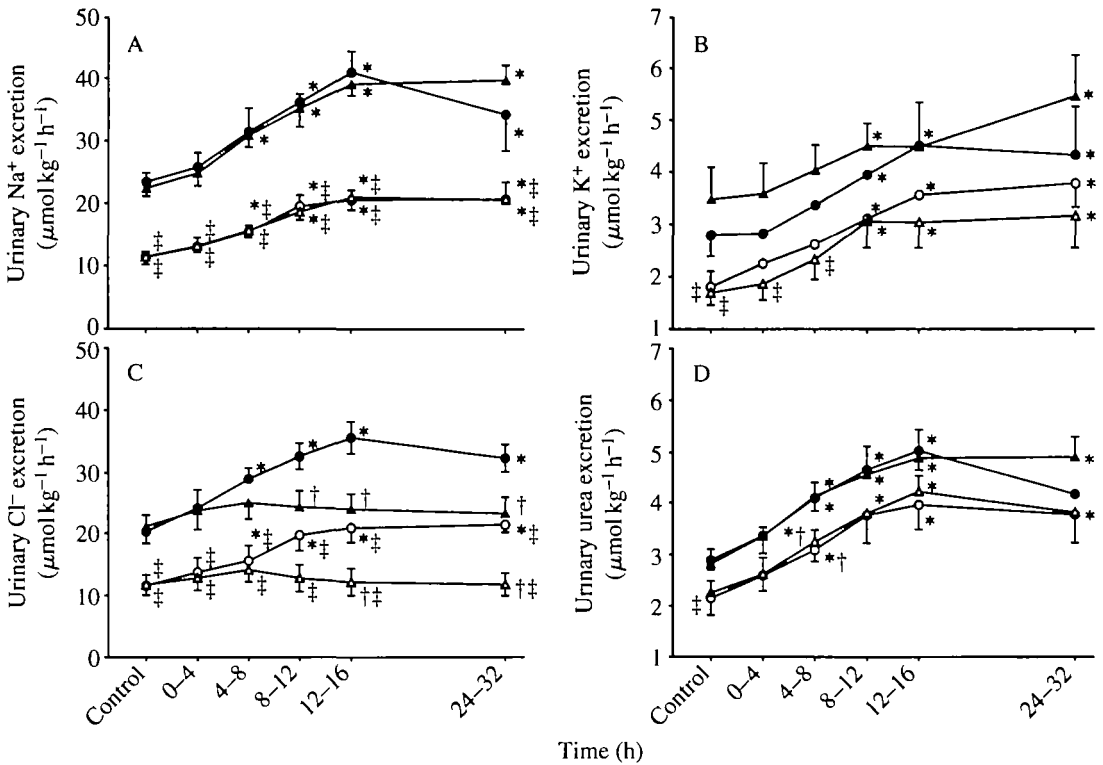 A
Urinary Na⁺ excretion
(μmol kg⁻¹ h⁻¹)
50
40
30
20
10
0
* * * * * * * * *
* ‡ * ‡ * ‡ * ‡
‡ ‡ ‡ ‡ * ‡ * ‡ * ‡
B
Urinary K⁺ excretion
(μmol kg⁻¹ h⁻¹)
7
6
5
4
3
2
1
* * * * *
* * * * * *
‡ ‡ ‡ ‡
C
Urinary Cl⁻ excretion
(μmol kg⁻¹ h⁻¹)
50
40
30
20
10
0
* * * *
† † †
‡ ‡ * ‡ * ‡ * ‡ * ‡
‡ ‡ ‡ ‡ † ‡ † ‡
Control
0–4
4–8
8–12
12–16
24–32
D
Urinary urea excretion
(μmol kg⁻¹ h⁻¹)
7
6
5
4
3
2
1
* * * * * * *
* † * † * * * *
‡
Control
0–4
4–8
8–12
12–16
24–32
Time (h)